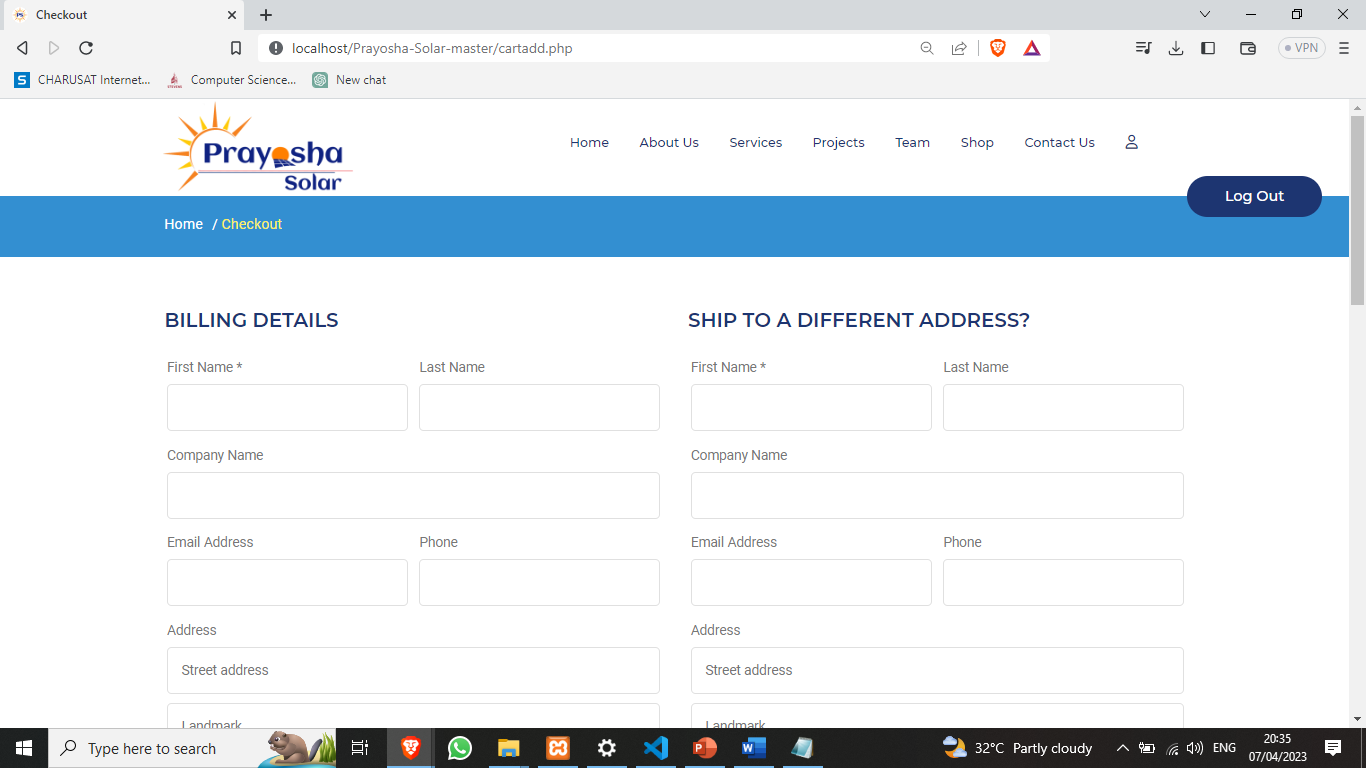 Checkout
localhost/Prayosha-Solar-master/cartadd.php
VPN
CHARUSAT Internet... Computer Science... New chat
Prayosha
Solar
Home About Us Services Projects Team Shop Contact Us
Log Out
Home / Checkout
BILLING DETAILS
First Name * Last Name
Company Name
Email Address Phone
Address
Street address
Landmark
SHIP TO A DIFFERENT ADDRESS?
First Name * Last Name
Company Name
Email Address Phone
Address
Street address
Landmark
Type here to search
32°C Partly cloudy
ENG
20:35
07/04/2023